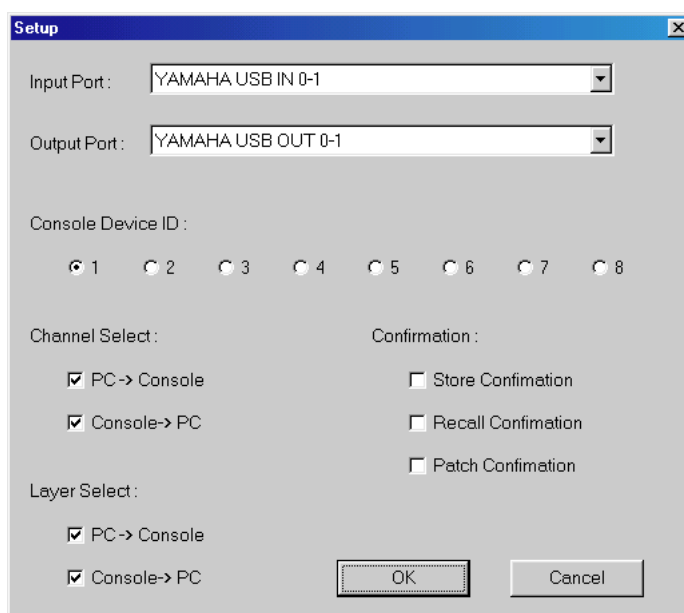 Setup
Input Port : YAMAHA USB IN 0-1
Output Port : YAMAHA USB OUT 0-1
Console Device ID :
1 2 3 4 5 6 7 8
Channel Select : Confirmation :
PC -> Console Store Confimation
Console-> PC Recall Confimation
Patch Confimation
Layer Select :
PC -> Console
Console-> PC OK Cancel